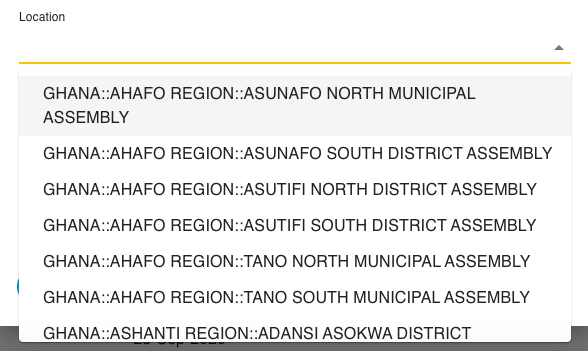 Location
GHANA::AHAFO REGION::ASUNAFO NORTH MUNICIPAL
ASSEMBLY
GHANA::AHAFO REGION::ASUNAFO SOUTH DISTRICT ASSEMBLY
GHANA::AHAFO REGION::ASUTIFI NORTH DISTRICT ASSEMBLY
GHANA::AHAFO REGION::ASUTIFI SOUTH DISTRICT ASSEMBLY
GHANA::AHAFO REGION::TANO NORTH MUNICIPAL ASSEMBLY
GHANA::AHAFO REGION::TANO SOUTH MUNICIPAL ASSEMBLY
GHANA::ASHANTI REGION::ADANSI ASOKWA DISTRICT